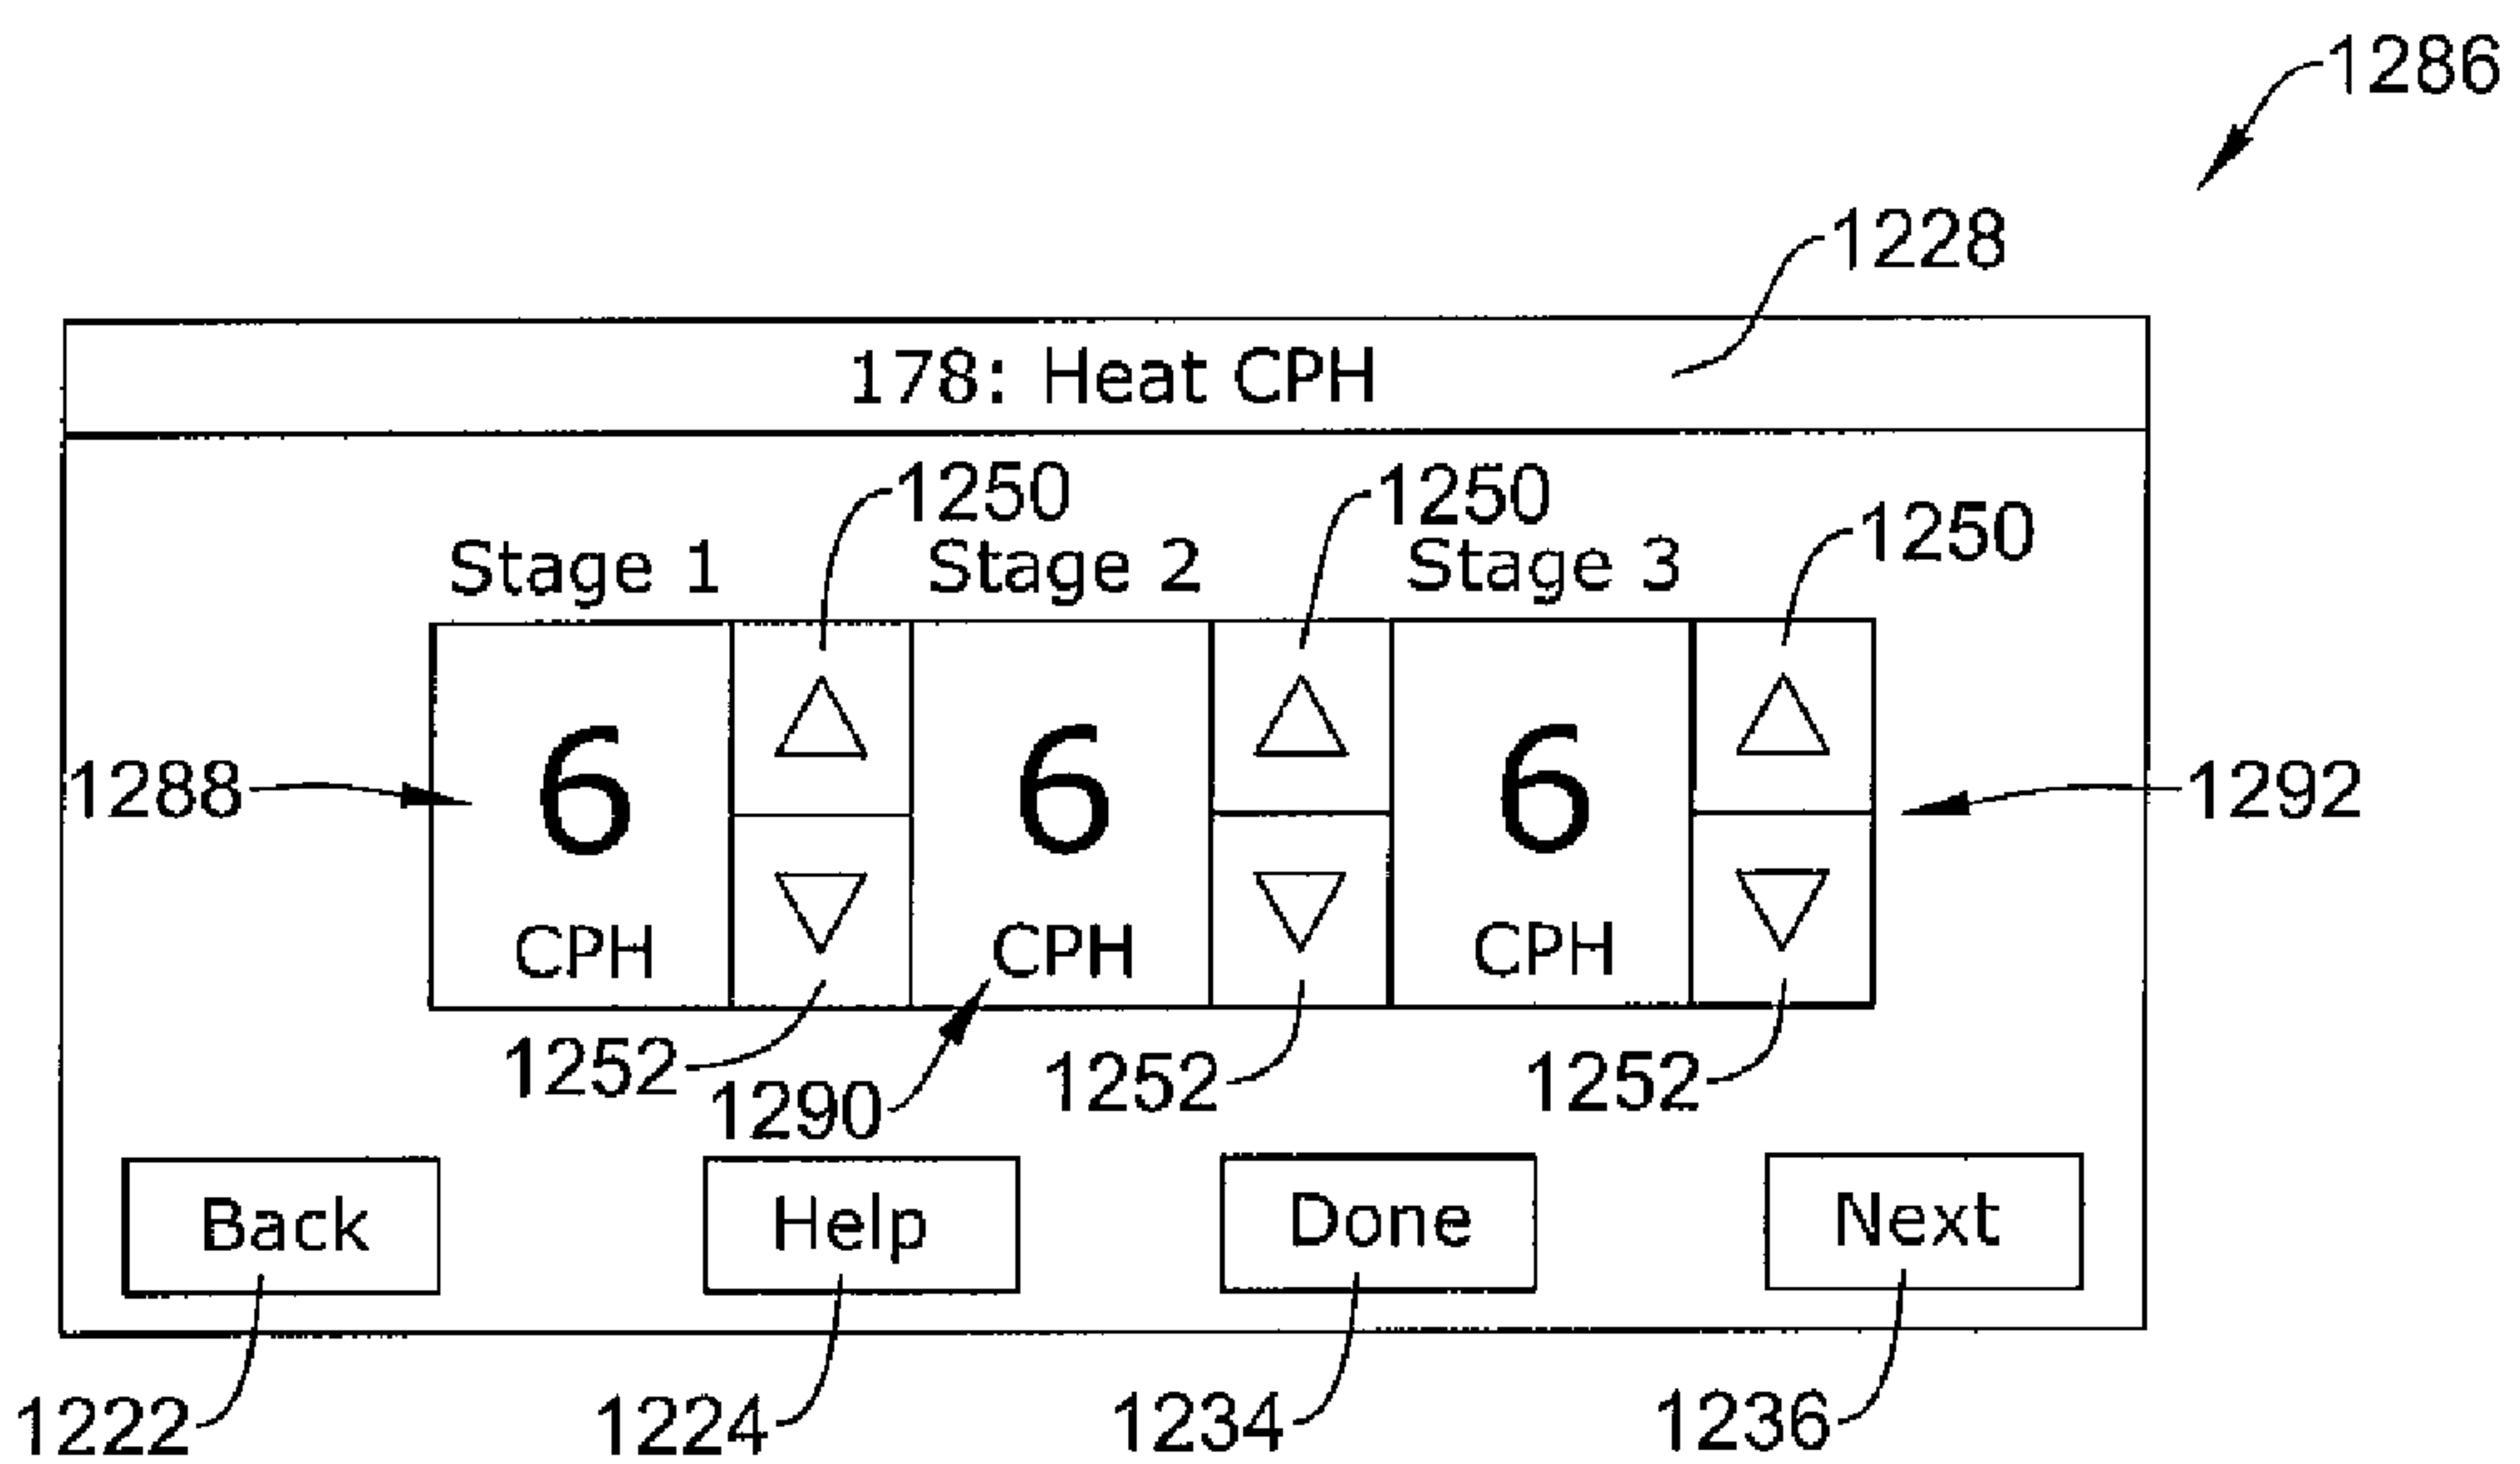 1286
1228
178: Heat CPH
1250 1250 1250
Stage 1 Stage 2 Stage 3
1288 6 6 6 1292
CPH CPH CPH
1252 1290 1252 1252
Back Help Done Next
1222 1224 1234 1236